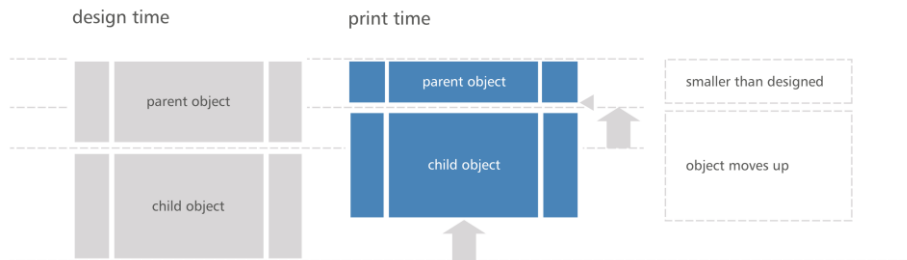 design time
print time
parent object
parent object
smaller than designed
child object
object moves up
child object